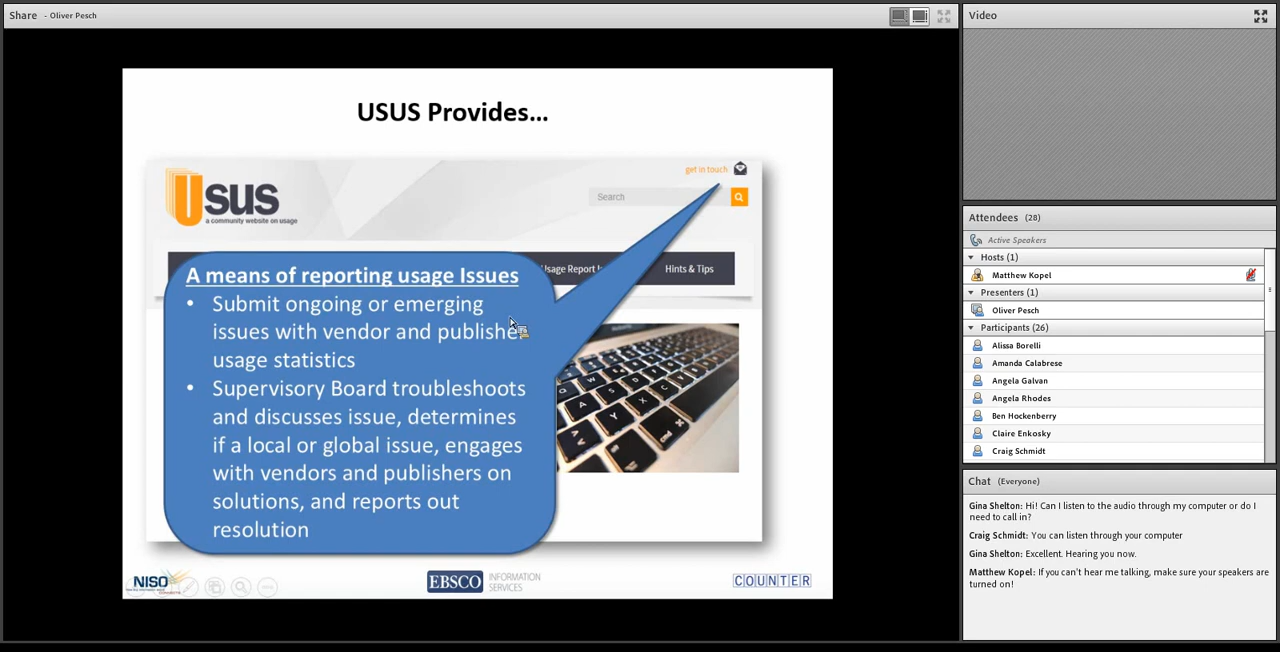 Share - Oliver Pesch
USUS Provides...
get in touch
Usus
a community website on usage
Search
Usage Report
Hints & Tips
A means of reporting usage Issues
• Submit ongoing or emerging
issues with vendor and publishe
usage statistics
• Supervisory Board troubleshoots
and discusses issue, determines
if a local or global issue, engages
with vendors and publishers on
solutions, and reports out
resolution
NISO
EBSCO INFORMATION
SERVICES
COUNTER
Video
Attendees (28)
Active Speakers
Hosts (1)
Matthew Kopel
Presenters (1)
Oliver Pesch
Participants (26)
Alissa Borelli
Amanda Calabrese
Angela Galvan
Angela Rhodes
Ben Hockenberry
Claire Enkosky
Craig Schmidt
Chat (Everyone)
Gina Shelton: Hi! Can I listen to the audio through my computer or do I
need to call in?
Craig Schmidt: You can listen through your computer
Gina Shelton: Excellent. Hearing you now.
Matthew Kopel: If you can't hear me talking, make sure your speakers are
turned on!